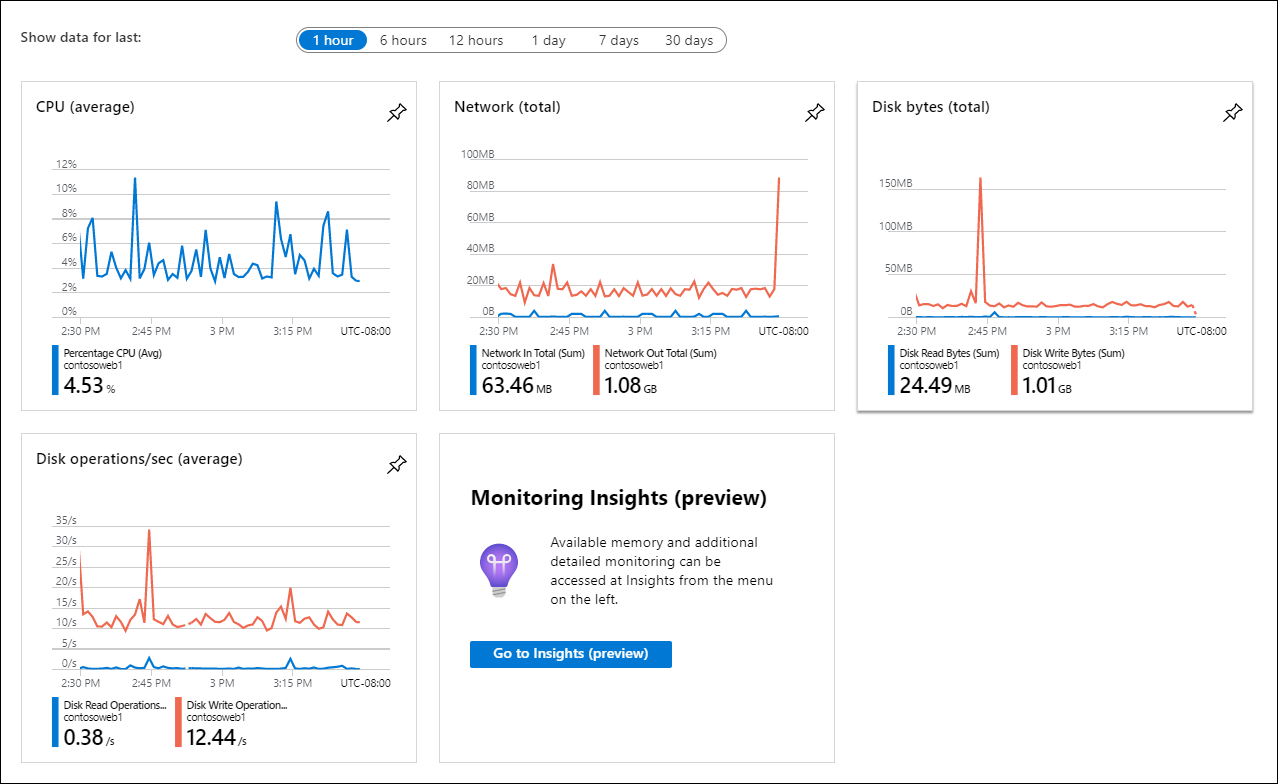 Show data for last:
1 hour 6 hours 12 hours 1 day 7 days 30 days
CPU (average)
12%
10%
8%
6%
4%
2%
0%
2:30 PM 2:45 PM 3 PM 3:15 PM UTC-08:00
Percentage CPU (Avg)
contosoweb1
4.53 %
Network (total)
100MB
80MB
60MB
40MB
20MB
0B
2:30 PM 2:45 PM 3 PM 3:15 PM UTC-08:00
Network In Total (Sum)
contosoweb1
63.46 MB
Network Out Total (Sum)
contosoweb1
1.08 GB
Disk bytes (total)
150MB
100MB
50MB
0B
2:30 PM 2:45 PM 3 PM 3:15 PM UTC-08:00
Disk Read Bytes (Sum)
contosoweb1
24.49 MB
Disk Write Bytes (Sum)
contosoweb1
1.01 GB
Disk operations/sec (average)
35/s
30/s
25/s
20/s
15/s
10/s
5/s
0/s
2:30 PM 2:45 PM 3 PM 3:15 PM UTC-08:00
Disk Read Operations...
contosoweb1
0.38 /s
Disk Write Operation...
contosoweb1
12.44 /s
Monitoring Insights (preview)
Available memory and additional
detailed monitoring can be
accessed at Insights from the menu
on the left.
Go to Insights (preview)